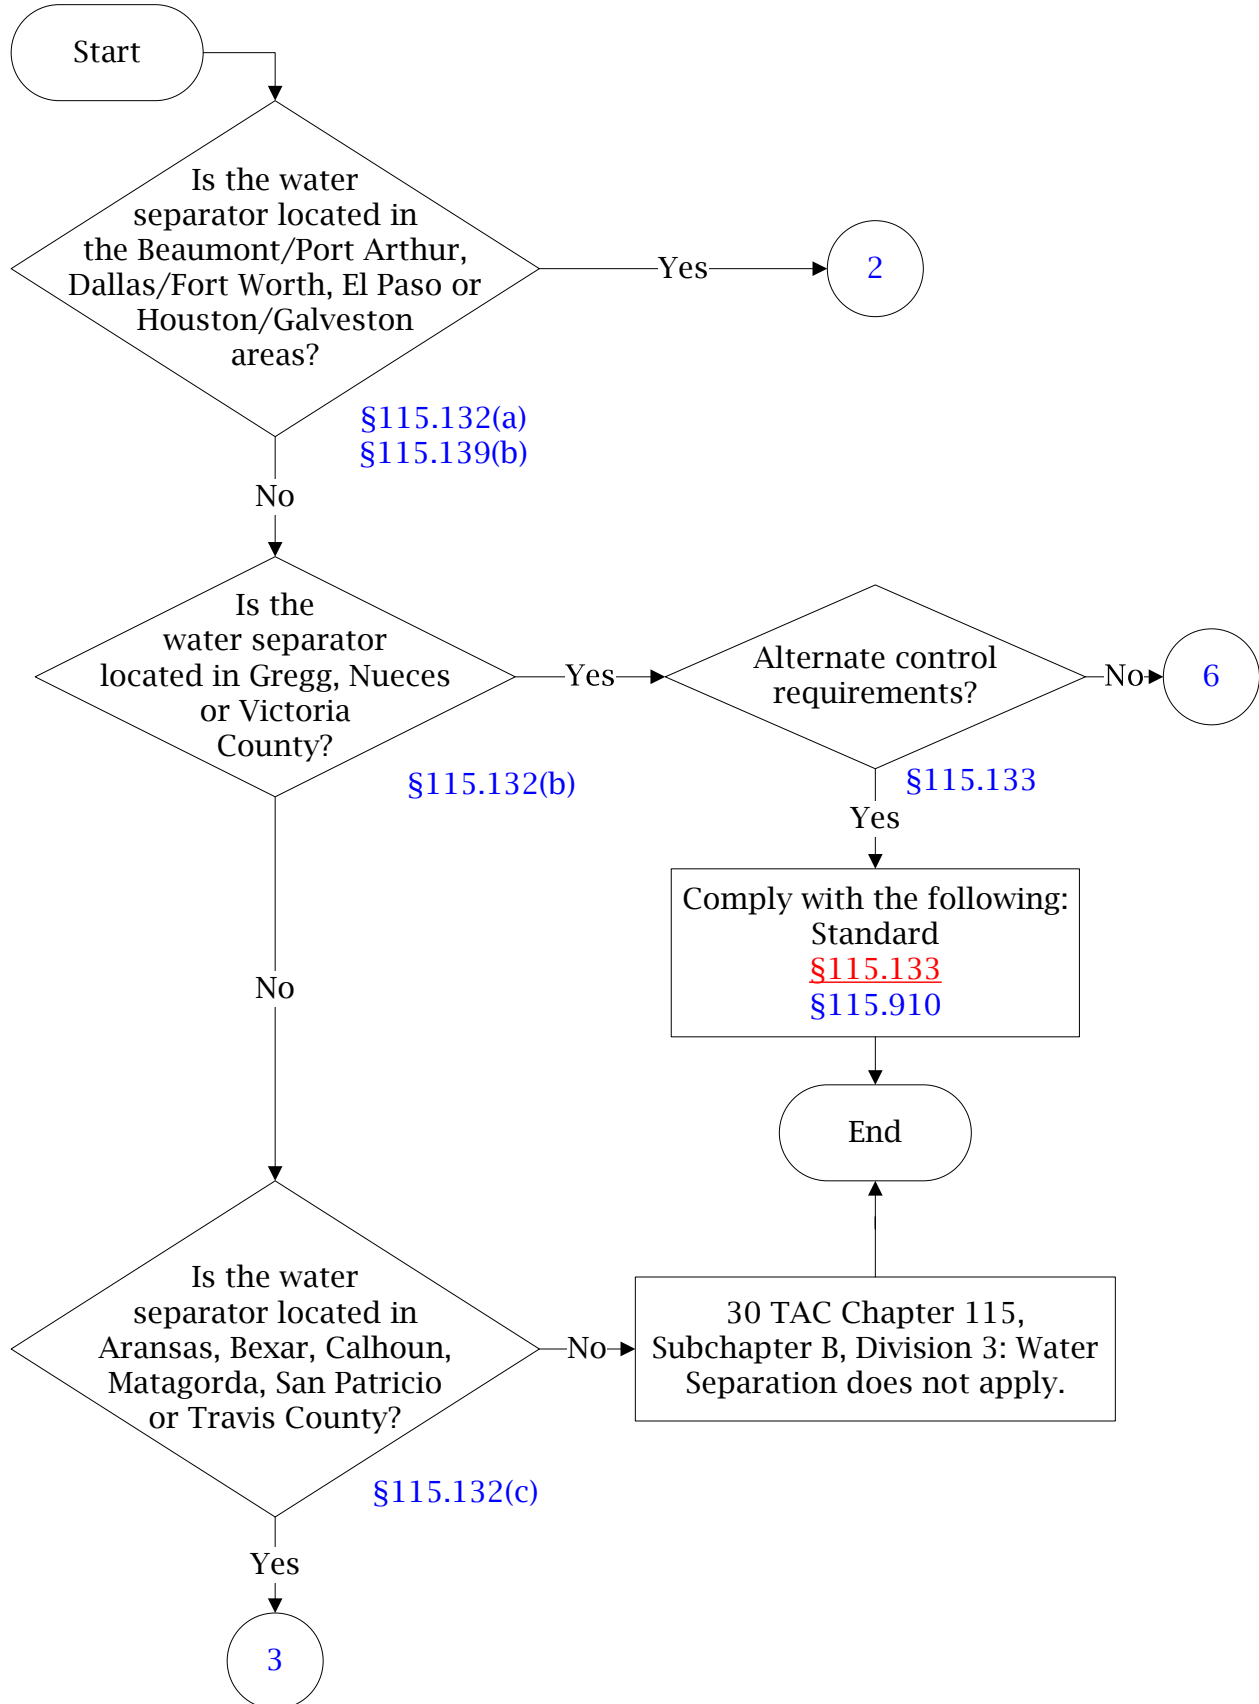 Start
Is the water
separator located in
the Beaumont/Port Arthur,
Dallas/Fort Worth, El Paso or
Houston/Galveston
areas?
Yes
2
§115.132(a)
§115.139(b)
No
Is the
water separator
located in Gregg, Nueces
or Victoria
County?
Yes
Alternate control
requirements?
No
6
§115.132(b)
§115.133
Yes
Comply with the following:
Standard
§115.133
§115.910
No
End
Is the water
separator located in
Aransas, Bexar, Calhoun,
Matagorda, San Patricio
or Travis County?
No
30 TAC Chapter 115,
Subchapter B, Division 3: Water
Separation does not apply.
§115.132(c)
Yes
3